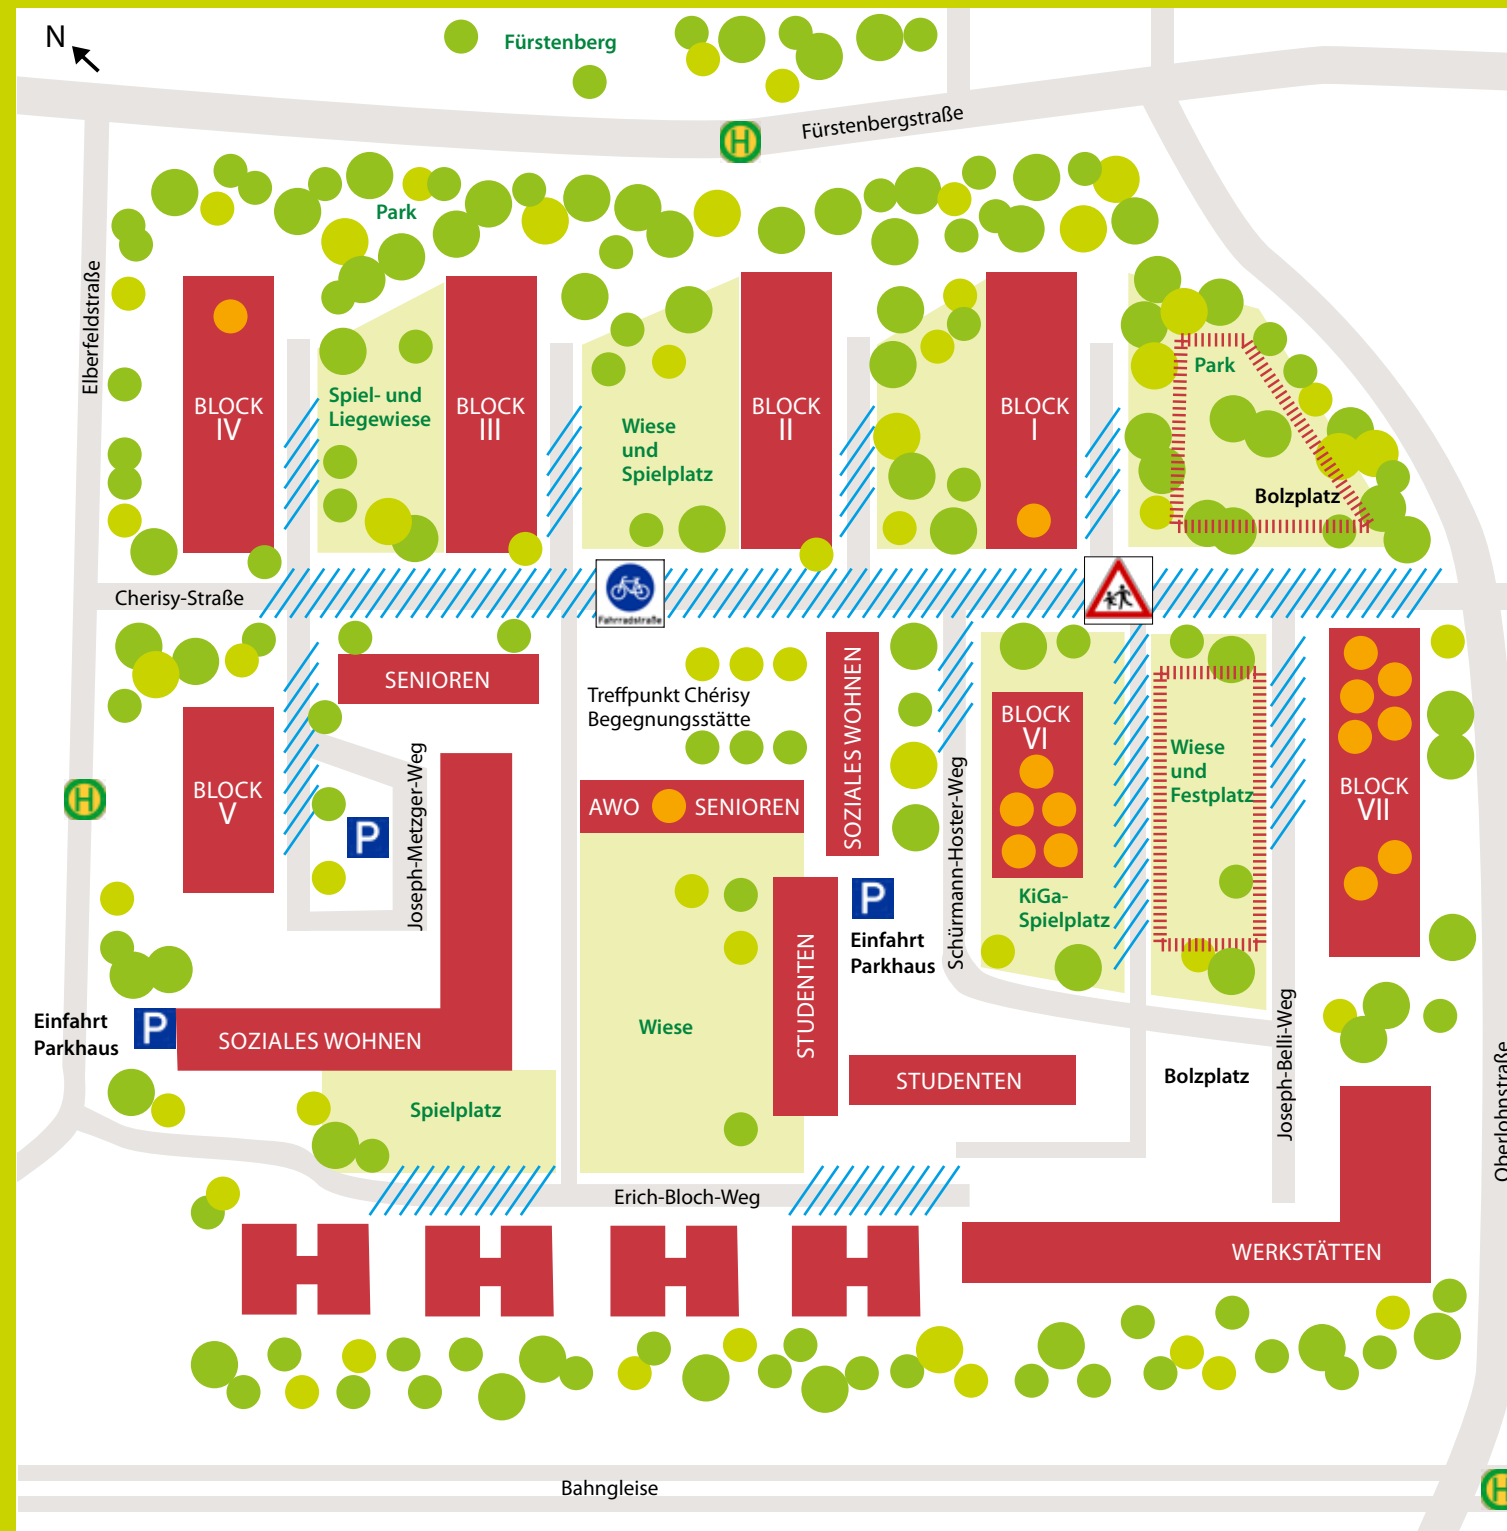 N
Fürstenberg
Fürstenbergstraße
H
Park
Elberfeldstraße
BLOCK
IV
Spiel- und
Liegewiese
BLOCK
III
Wiese
und
Spielplatz
BLOCK
II
BLOCK
I
Park
Bolzplatz
Cherisy-Straße
Fahrradstraße
SENIOREN
Treffpunkt Chérisy
Begegnungsstätte
SOZIALES WOHNEN
BLOCK
VI
Wiese
und
Festplatz
BLOCK
VII
H
BLOCK
V
P
Joseph-Metzger-Weg
AWO
SENIOREN
Schürmann-Hoster-Weg
KiGa-
Spielplatz
P
Einfahrt
Parkhaus
STUDENTEN
Einfahrt
Parkhaus
P
SOZIALES WOHNEN
Wiese
STUDENTEN
Bolzplatz
Joseph-Belli-Weg
Oberlohnstraße
Spielplatz
Erich-Bloch-Weg
WERKSTÄTTEN
Bahngleise
H